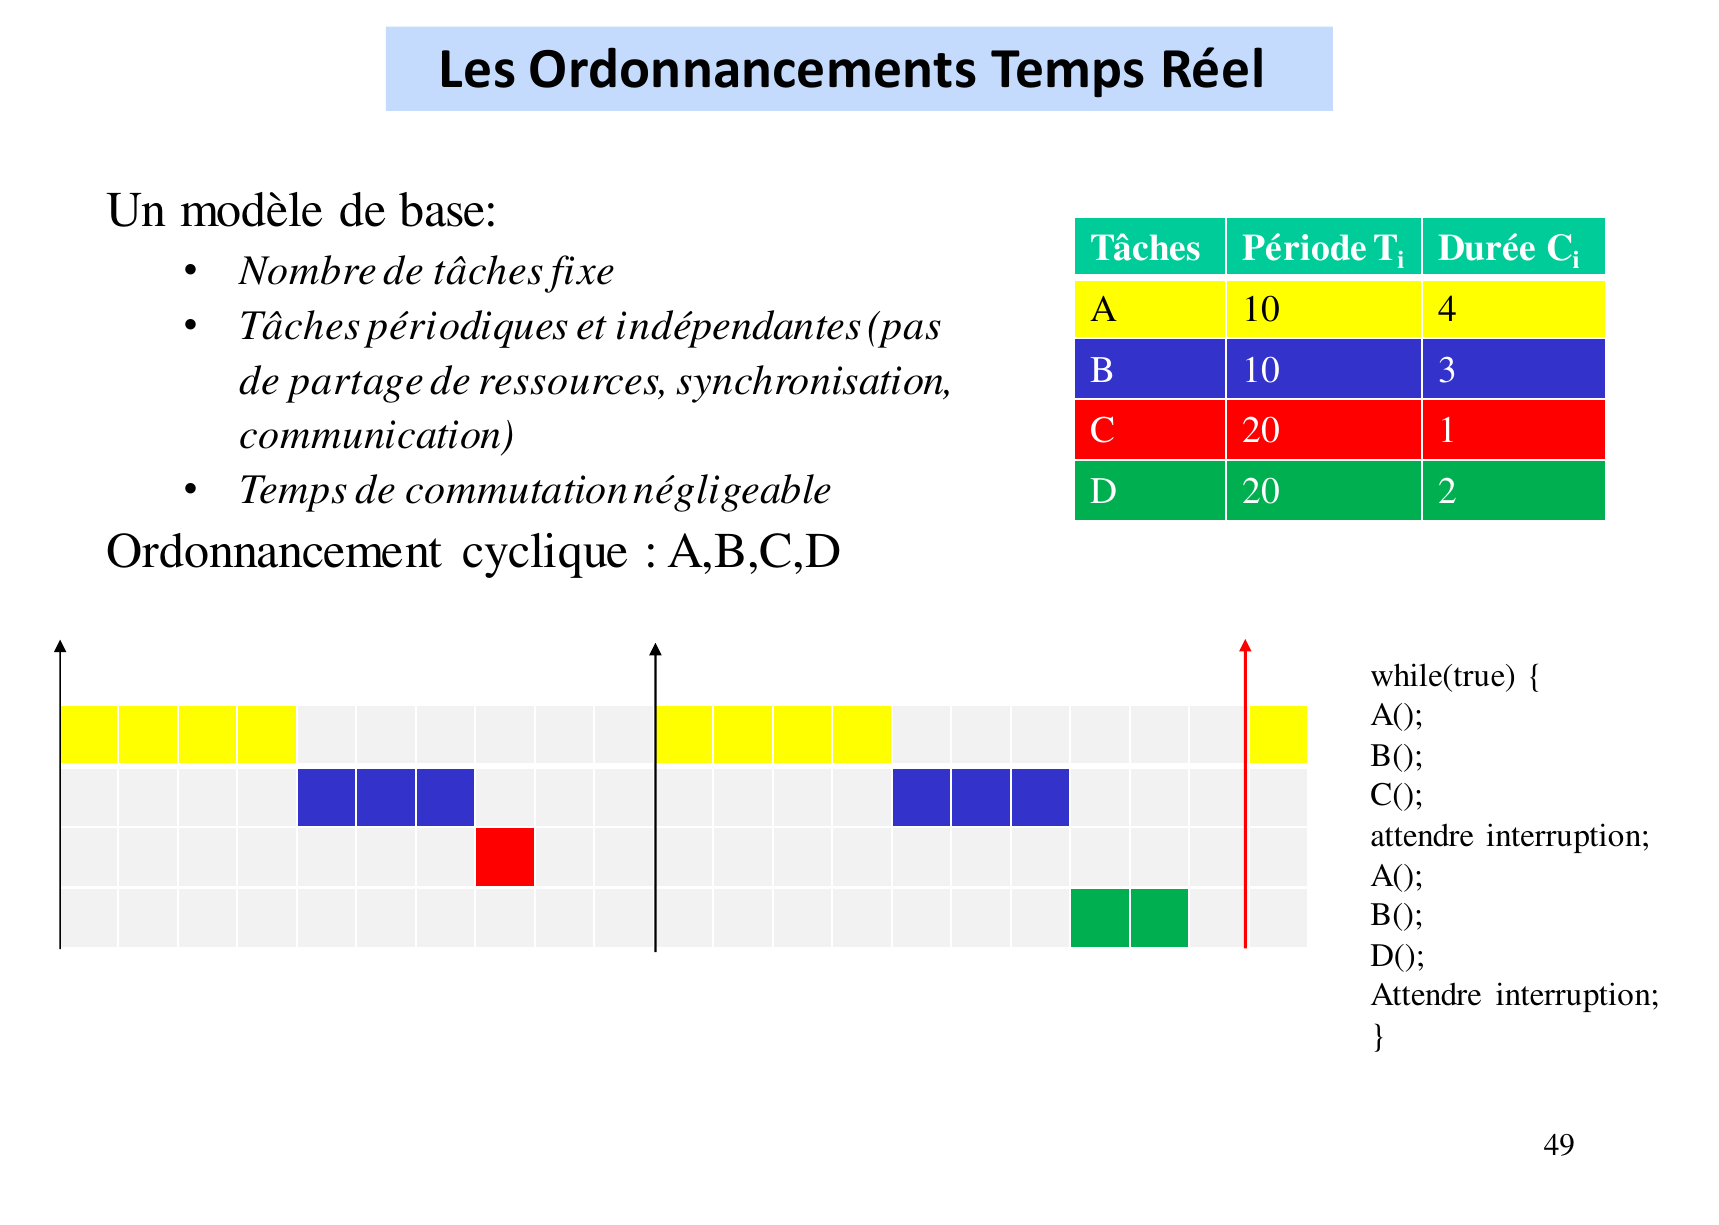 Les Ordonnancements Temps Réel
Un modèle de base:
• Nombre de tâches fixe
• Tâches périodiques et indépendantes (pas
de partage de ressources, synchronisation,
communication)
• Temps de commutation négligeable
Ordonnancement cyclique : A,B,C,D
Tâches Période Ti Durée Ci
A 10 4
B 10 3
C 20 1
D 20 2
while(true) {
A();
B();
C();
attendre interruption;
A();
B();
D();
Attendre interruption;
}
49